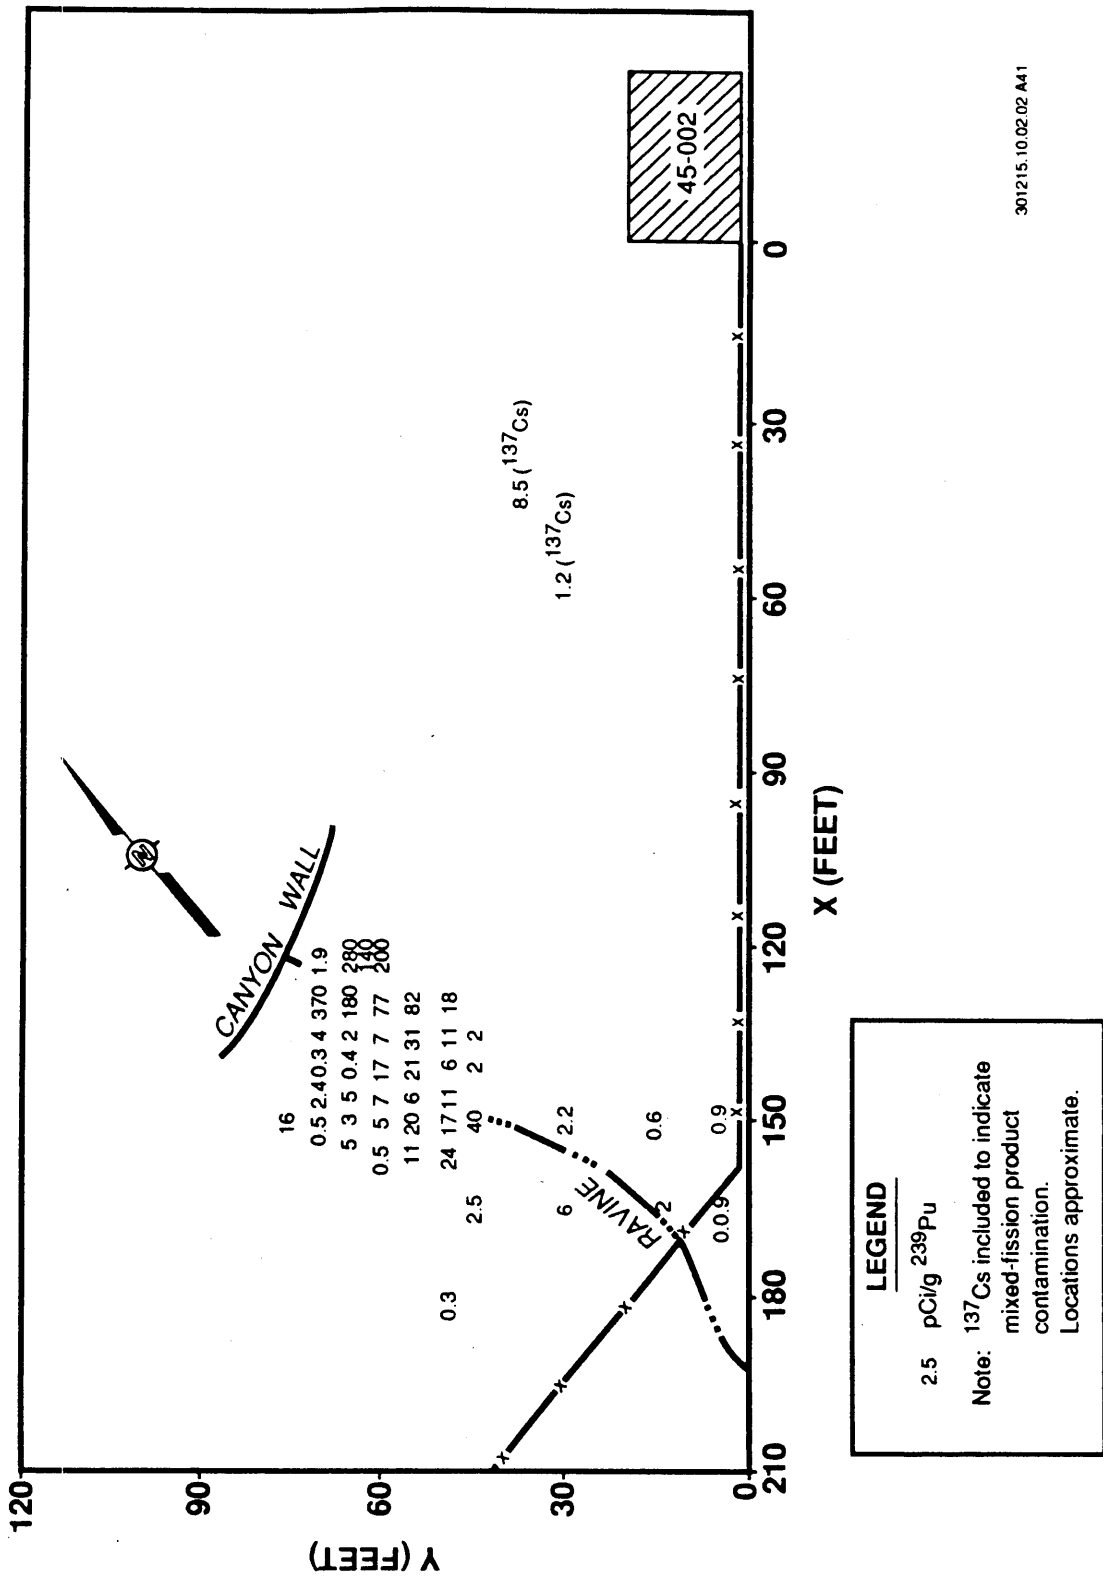 120
90
60
30
0
Y (FEET)
N
CANYON WALL
16
0.5 2.4 0.3 4 370 1.9
5 3 5 0.4 2 180 280
140
0.5 5 7 17 7 77 200
11 20 6 21 31 82
0.3 24 17 11 6 11 18
2.5 40 2 2
8.5 (¹³⁷Cs)
6 2.2 1.2 (¹³⁷Cs)
RAVINE
0.6
2
45-002
0.0.9 0.9
210 180 150 120 90 60 30 0
X (FEET)
LEGEND
2.5 pCi/g ²³⁹Pu
Note: ¹³⁷Cs included to indicate
mixed-fission product
contamination.
Locations approximate.
301215.10.02.02 A41